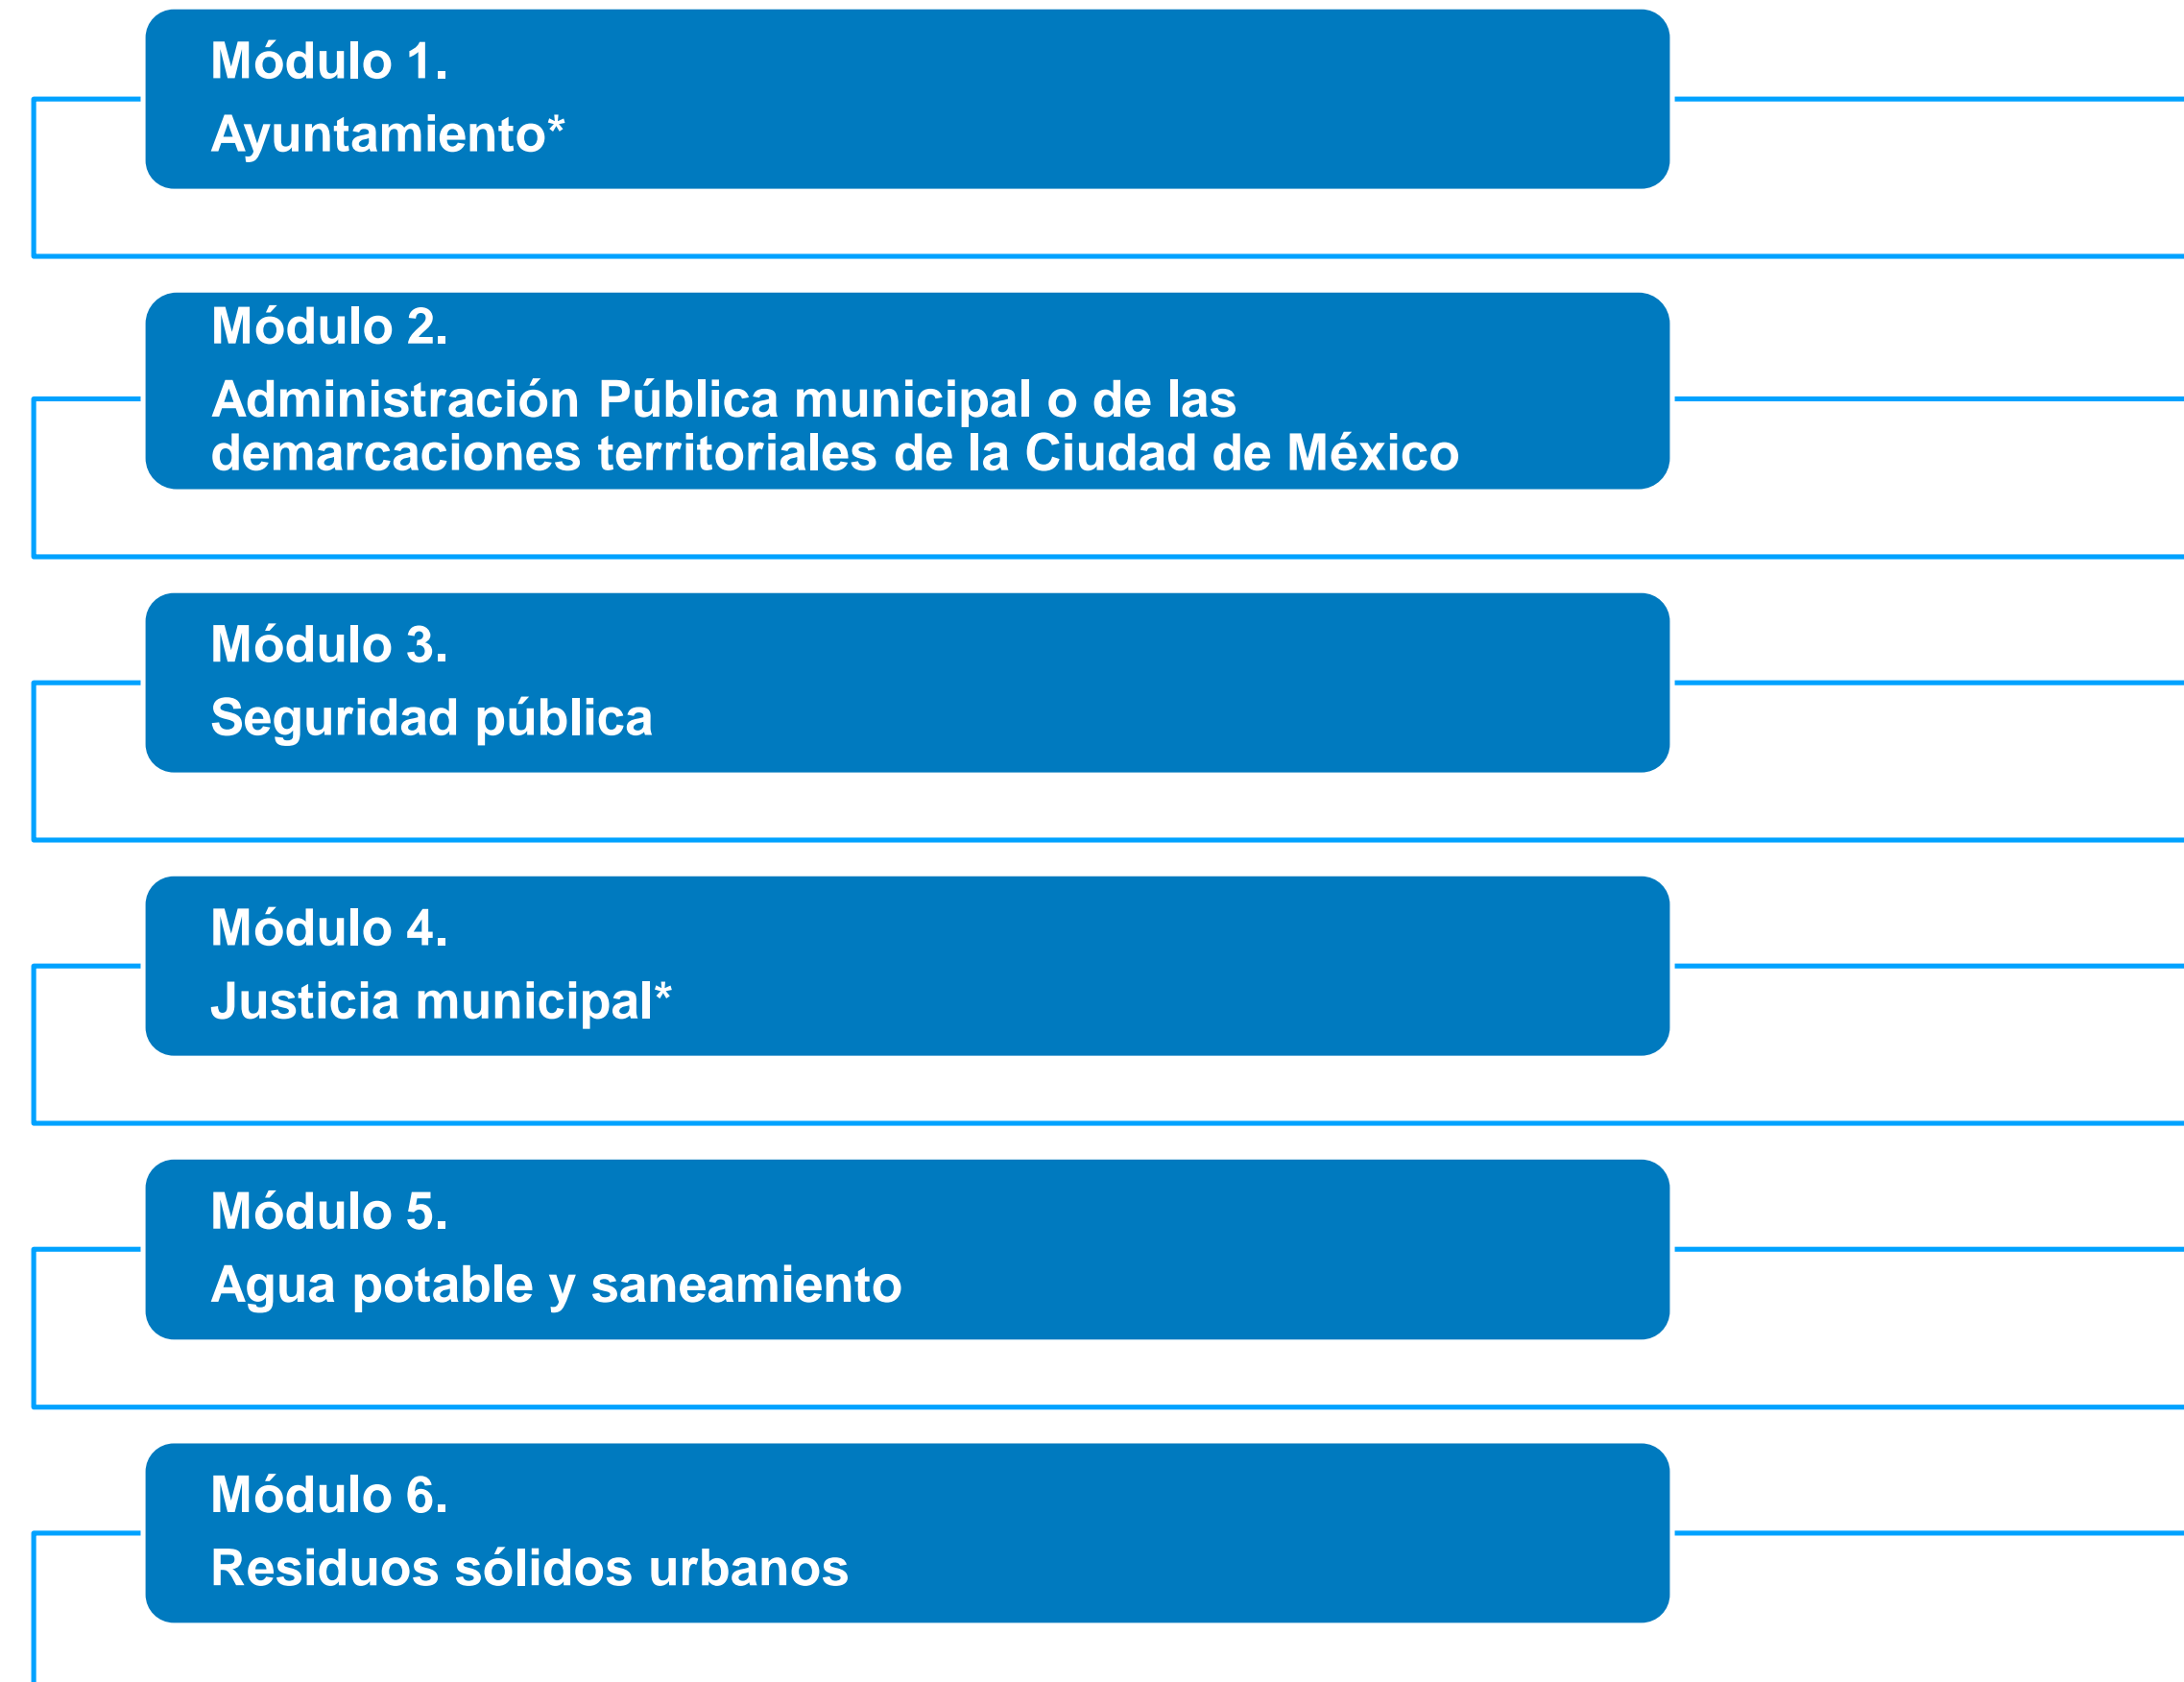 Módulo 1.
Ayuntamiento*
Módulo 2.
Administración Pública municipal o de las
demarcaciones territoriales de la Ciudad de México
Módulo 3.
Seguridad pública
Módulo 4.
Justicia municipal*
Módulo 5.
Agua potable y saneamiento
Módulo 6.
Residuos sólidos urbanos